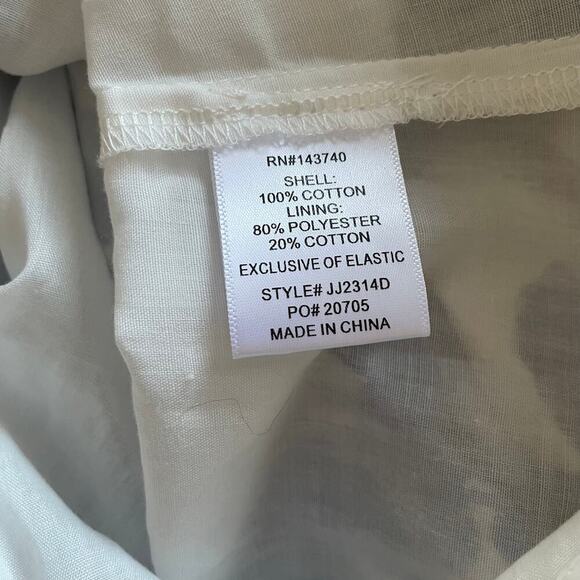 RN#143740
SHELL:
100% COTTON
LINING:
80% POLYESTER
20% COTTON
EXCLUSIVE OF ELASTIC
STYLE# JJ2314D
PO# 20705
MADE IN CHINA